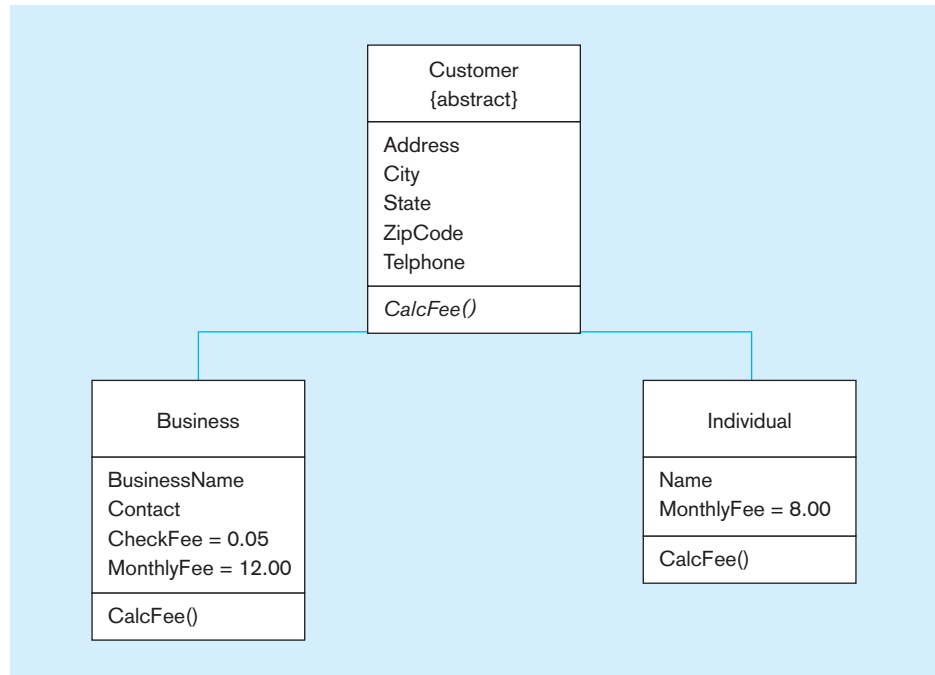 Customer
{abstract}
Address
City
State
ZipCode
Telphone
CalcFee()
Business
BusinessName
Contact
CheckFee = 0.05
MonthlyFee = 12.00
CalcFee()
Individual
Name
MonthlyFee = 8.00
CalcFee()